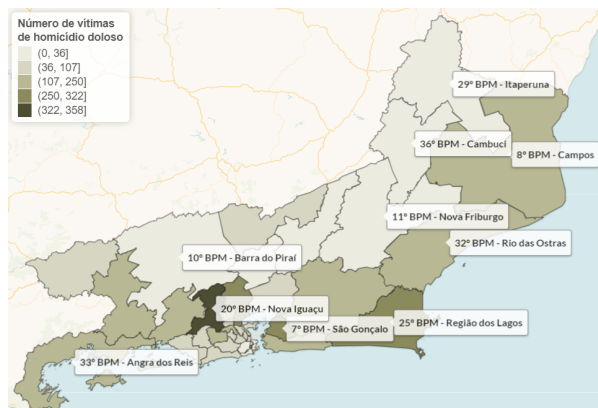 Número de vitimas
de homicídio doloso
(0, 36]
(36, 107]
(107, 250]
(250, 322]
(322, 358]
29º BPM - Itaperuna
36º BPM - Cambuci
8º BPM - Campos
11º BPM - Nova Friburgo
32º BPM - Rio das Ostras
10º BPM - Barra do Piraí
20º BPM - Nova Iguaçu
7º BPM - São Gonçalo
25º BPM - Região dos Lagos
33º BPM - Angra dos Reis